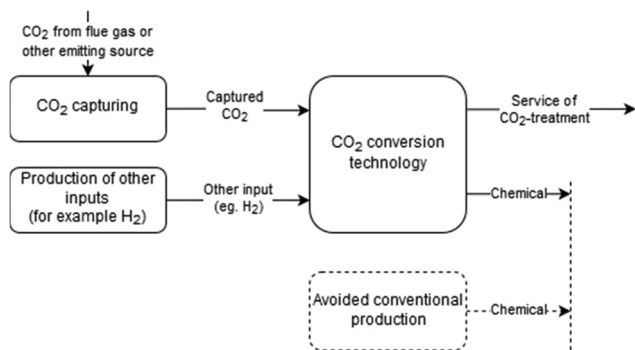 CO₂ from flue gas or
other emitting source
CO₂ capturing
Captured
CO₂
CO₂ conversion
technology
Service of
CO₂-treatment
Production of other
inputs
(for example H₂)
Other input
(eg. H₂)
Chemical
Avoided conventional
production
Chemical